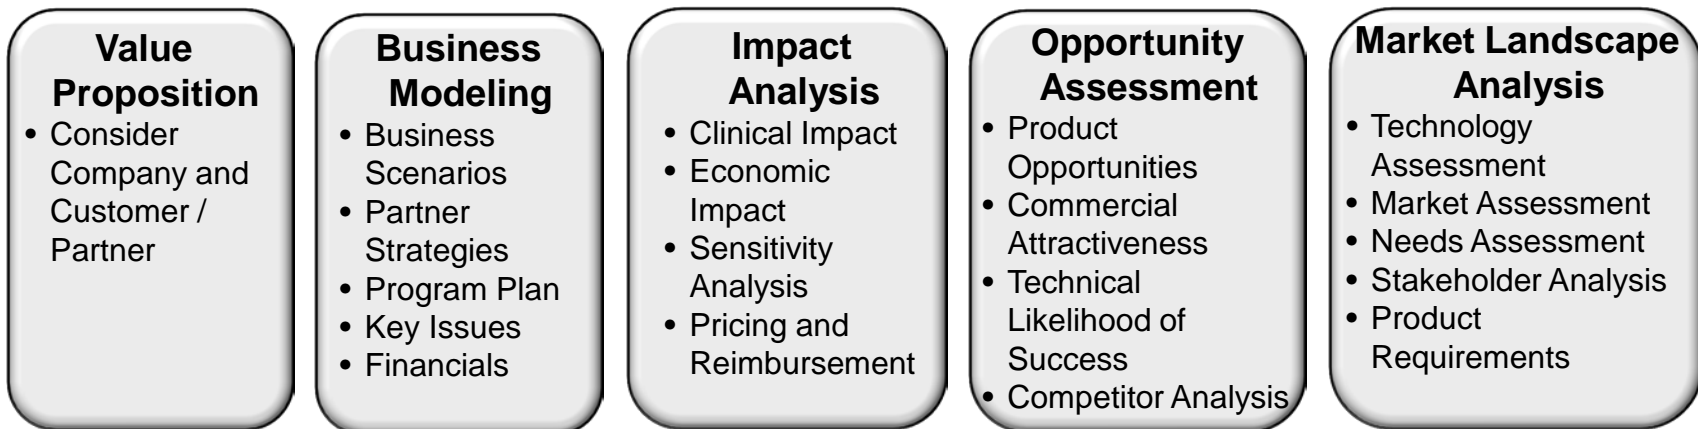 Value
Proposition
• Consider
Company and
Customer /
Partner
Business
Modeling
• Business
Scenarios
• Partner
Strategies
• Program Plan
• Key Issues
• Financials
Impact
Analysis
• Clinical Impact
• Economic
Impact
• Sensitivity
Analysis
• Pricing and
Reimbursement
Opportunity
Assessment
• Product
Opportunities
• Commercial
Attractiveness
• Technical
Likelihood of
Success
• Competitor Analysis
Market Landscape
Analysis
• Technology
Assessment
• Market Assessment
• Needs Assessment
• Stakeholder Analysis
• Product
Requirements